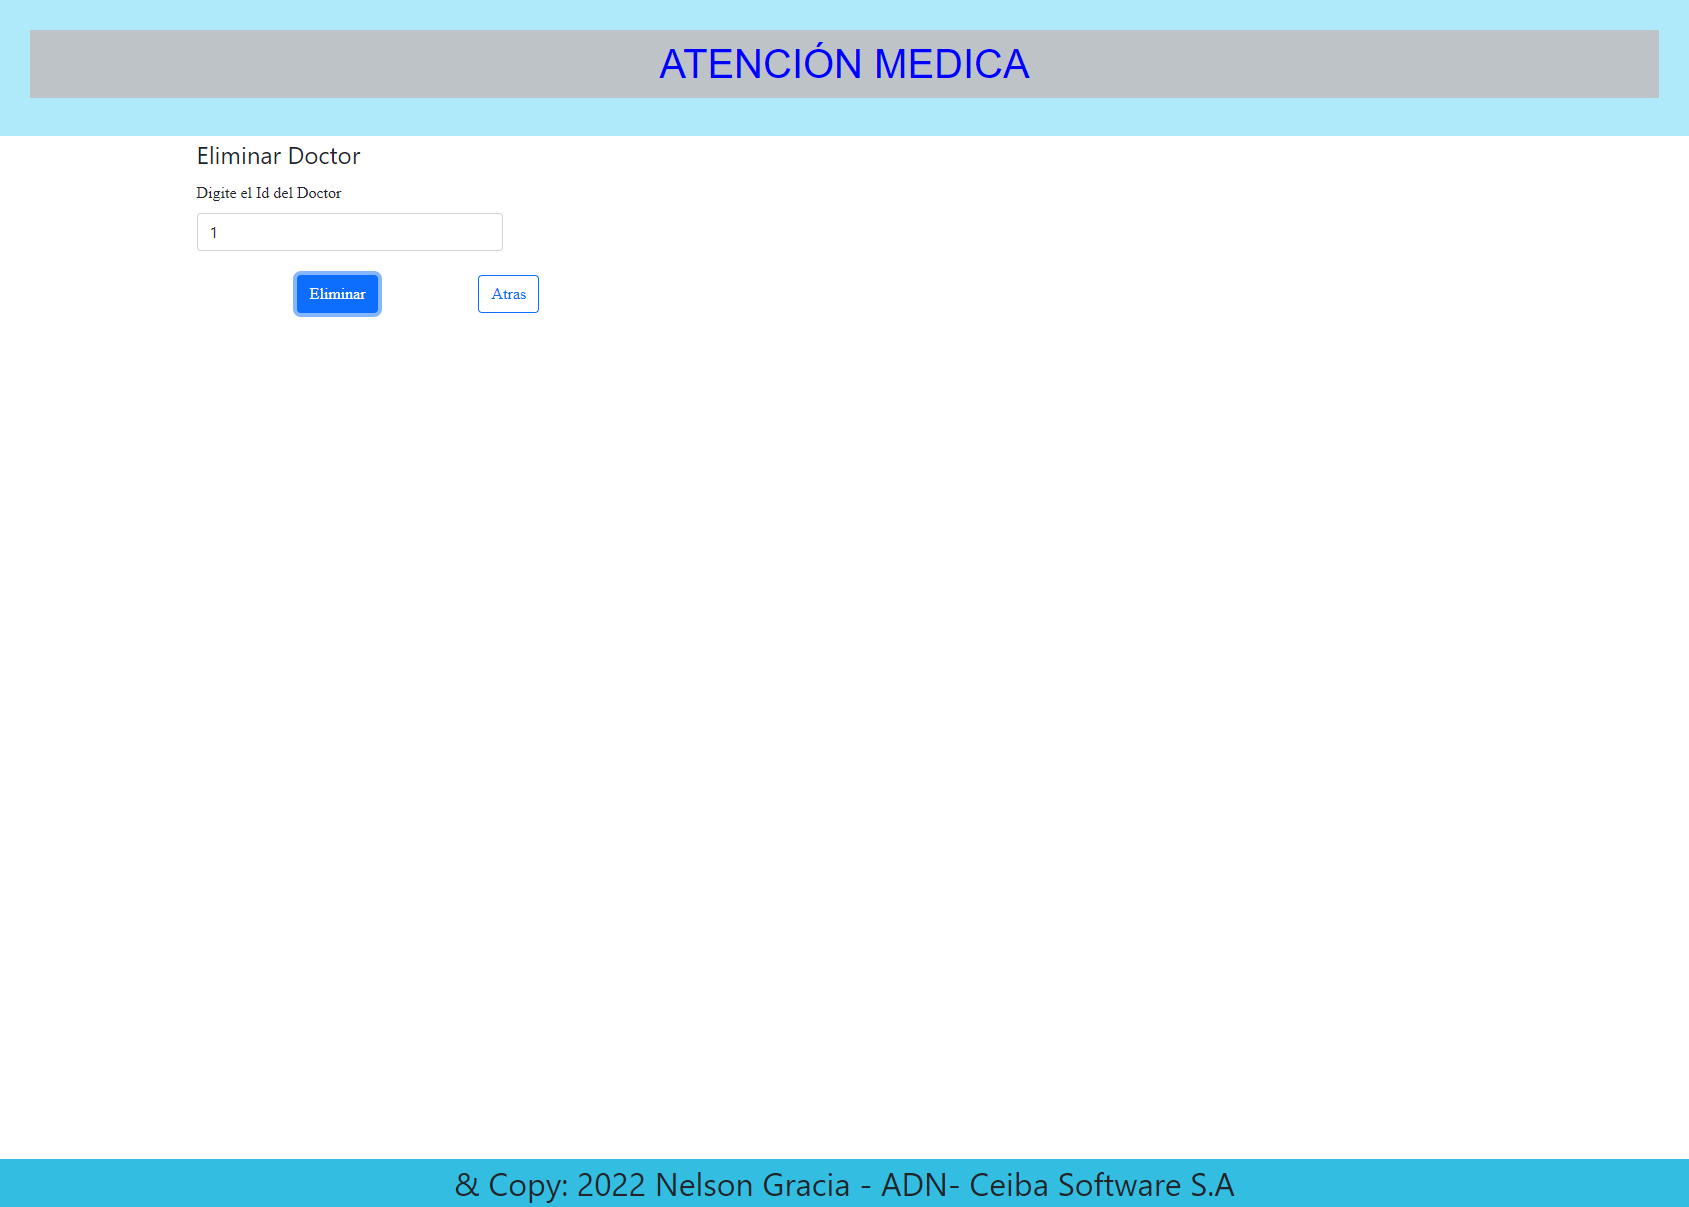 ATENCIÓN MEDICA
Eliminar Doctor
Digite el Id del Doctor
1
Eliminar Atras
& Copy: 2022 Nelson Gracia - ADN- Ceiba Software S.A